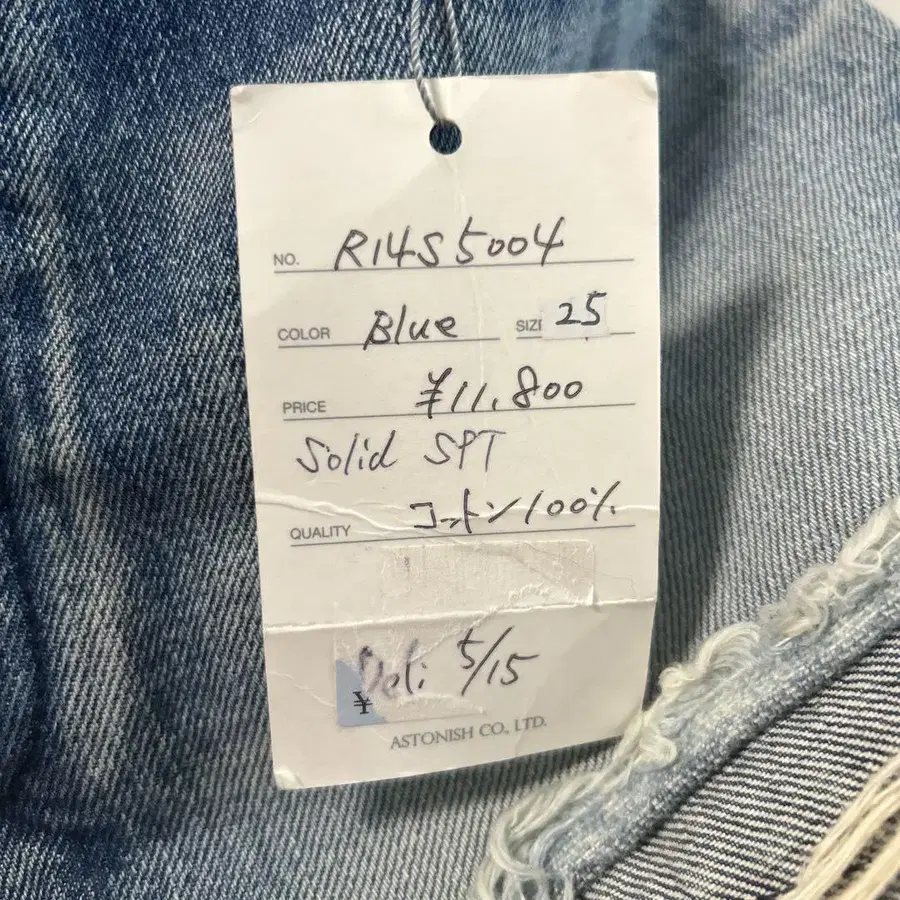 NO. R14S5004
COLOR Blue SIZE 25
PRICE ¥11,800
Solid SPT
QUALITY コットン100%
Deli: 5/15
¥
ASTONISH CO., LTD.